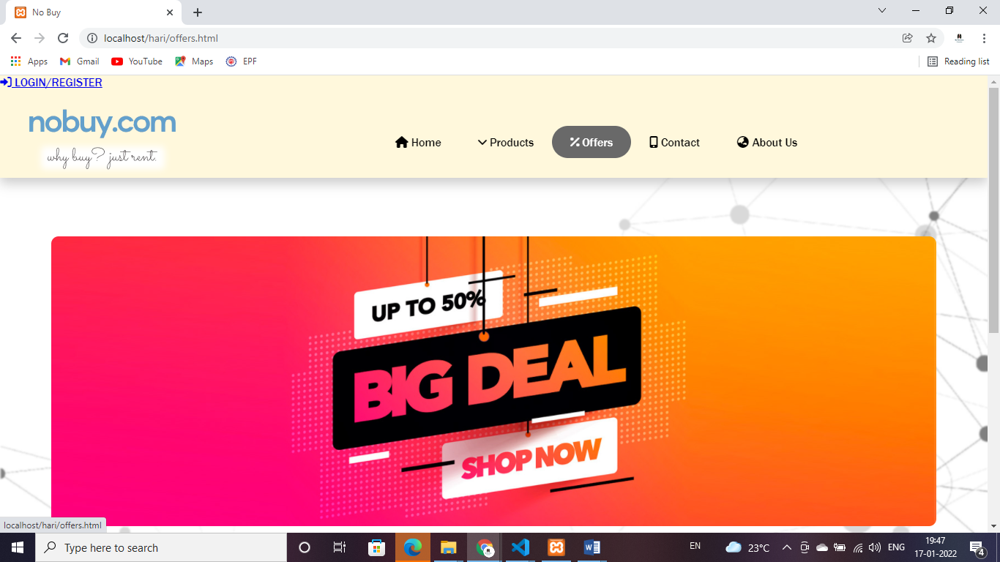 No Buy
localhost/hari/offers.html
Apps Gmail YouTube Maps EPF Reading list
LOGIN/REGISTER
nobuy.com
why buy? just rent.
Home Products Offers Contact About Us
UP TO 50%
BIG DEAL
SHOP NOW
localhost/hari/offers.html
Type here to search
EN 23°C ENG 19:47
17-01-2022
4